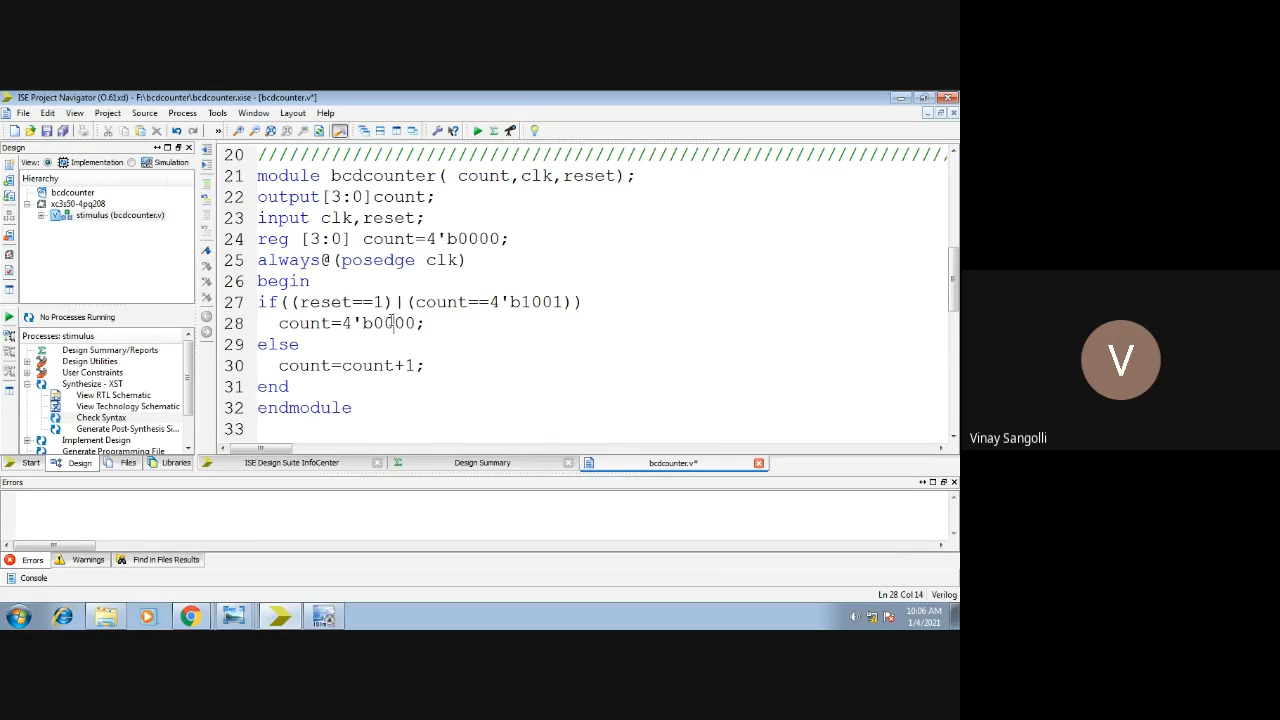 ISE Project Navigator (O.61xd) - F:\bcdcounter\bcdcounter.xise - [bcdcounter.v*]
File Edit View Project Source Process Tools Window Layout Help
Design
View: Implementation Simulation
Hierarchy
bcdcounter
xc3s50-4pq208
stimulus (bcdcounter.v)
No Processes Running
Processes: stimulus
Design Summary/Reports
Design Utilities
User Constraints
Synthesize - XST
View RTL Schematic
View Technology Schematic
Check Syntax
Generate Post-Synthesis Si...
Implement Design
Generate Programming File
20 //////////////////////////////////////////////////////////////////
21 module bcdcounter( count,clk,reset);
22 output[3:0]count;
23 input clk,reset;
24 reg [3:0] count=4'b0000;
25 always@(posedge clk)
26 begin
27 if((reset==1)|(count==4'b1001))
28 count=4'b0000;
29 else
30 count=count+1;
31 end
32 endmodule
33
Start Design Files Libraries
ISE Design Suite InfoCenter Design Summary bcdcounter.v*
Errors
Errors Warnings Find in Files Results
Console
Ln 28 Col 14 Verilog
10:06 AM
1/4/2021
V
Vinay Sangolli